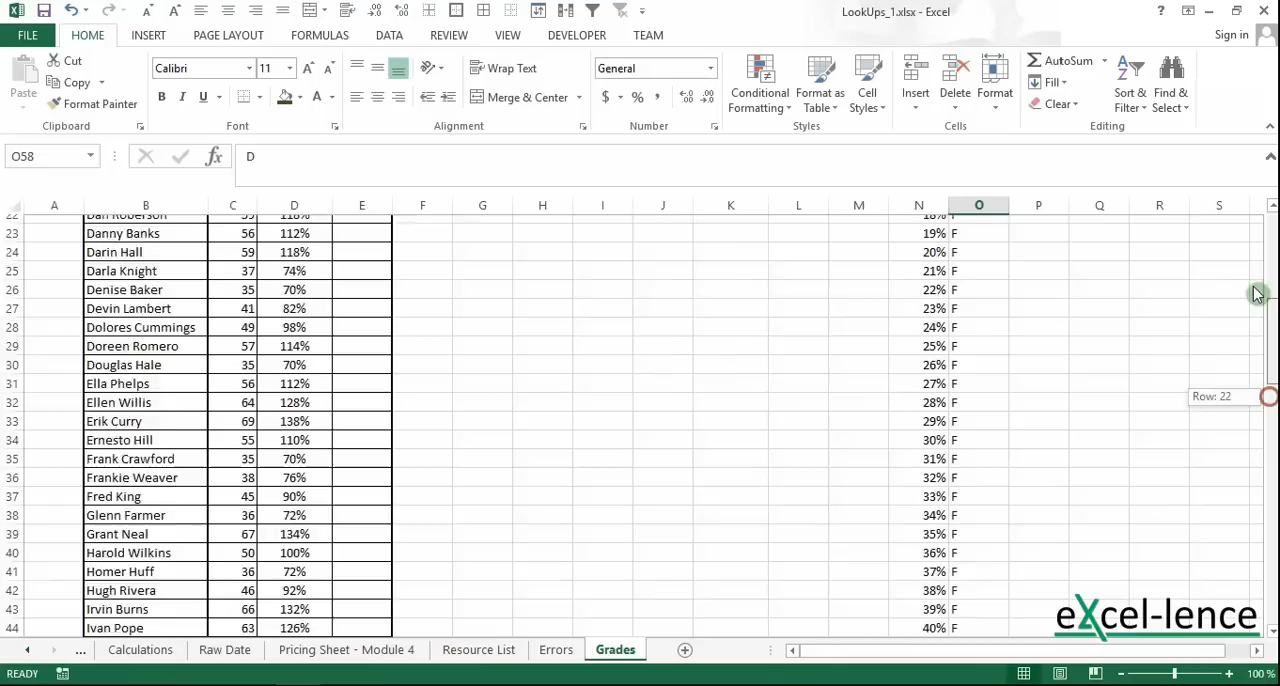 LookUps_1.xlsx - Excel
?
FILE HOME INSERT PAGE LAYOUT FORMULAS DATA REVIEW VIEW DEVELOPER TEAM Sign in
Paste
Cut
Copy
Format Painter
Clipboard
Calibri 11
B I U
Font
Wrap Text
Merge & Center
Alignment
General
$ % ,
Number
Conditional Formatting
Format as Table
Cell Styles
Styles
Insert Delete Format
Cells
AutoSum
Fill
Clear
Sort & Filter
Find & Select
Editing
O58 fx D
A B C D E F G H I J K L M N O P Q R S
22 Dan Roberson 118% 18% F
23 Danny Banks 56 112% 19% F
24 Darin Hall 59 118% 20% F
25 Darla Knight 37 74% 21% F
26 Denise Baker 35 70% 22% F
27 Devin Lambert 41 82% 23% F
28 Dolores Cummings 49 98% 24% F
29 Doreen Romero 57 114% 25% F
30 Douglas Hale 35 70% 26% F
31 Ella Phelps 56 112% 27% F
32 Ellen Willis 64 128% 28% F
Row: 22
33 Erik Curry 69 138% 29% F
34 Ernesto Hill 55 110% 30% F
35 Frank Crawford 35 70% 31% F
36 Frankie Weaver 38 76% 32% F
37 Fred King 45 90% 33% F
38 Glenn Farmer 36 72% 34% F
39 Grant Neal 67 134% 35% F
40 Harold Wilkins 50 100% 36% F
41 Homer Huff 36 72% 37% F
42 Hugh Rivera 46 92% 38% F
43 Irvin Burns 66 132% 39% F
44 Ivan Pope 63 126% 40% F
eXcel-lence
... Calculations Raw Date Pricing Sheet - Module 4 Resource List Errors Grades
READY 100 %